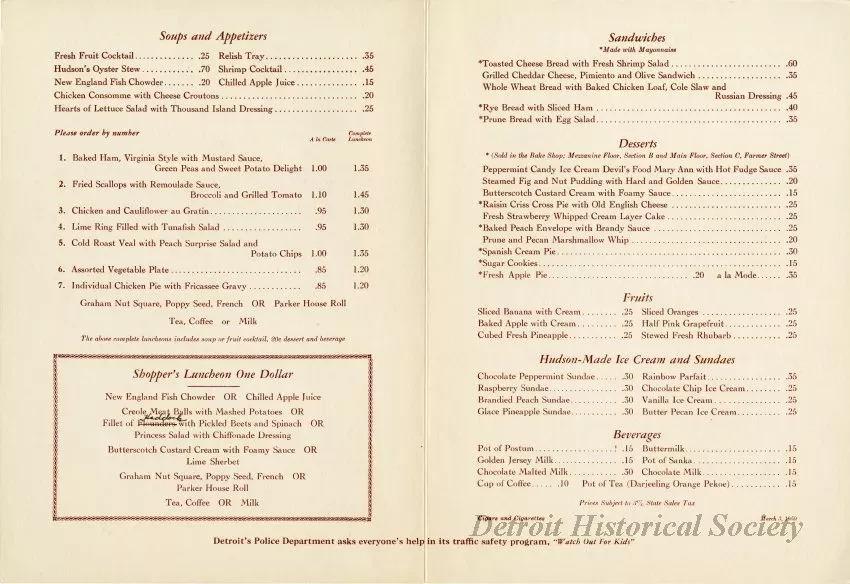 Soups and Appetizers
Fresh Fruit Cocktail .25 Relish Tray .35
Hudson's Oyster Stew .70 Shrimp Cocktail .45
New England Fish Chowder .20 Chilled Apple Juice .15
Chicken Consomme with Cheese Croutons .20
Hearts of Lettuce Salad with Thousand Island Dressing .25
Please order by number
A la Carte Complete Luncheon
1. Baked Ham, Virginia Style with Mustard Sauce,
Green Peas and Sweet Potato Delight 1.00 1.35
2. Fried Scallops with Remoulade Sauce,
Broccoli and Grilled Tomato 1.10 1.45
3. Chicken and Cauliflower au Gratin .95 1.30
4. Lime Ring Filled with Tunafish Salad .95 1.30
5. Cold Roast Veal with Peach Surprise Salad and
Potato Chips 1.00 1.35
6. Assorted Vegetable Plate .85 1.20
7. Individual Chicken Pie with Fricassee Gravy .85 1.20
Graham Nut Square, Poppy Seed, French OR Parker House Roll
Tea, Coffee or Milk
The above complete luncheons includes soup or fruit cocktail, 20c dessert and beverage
Shopper's Luncheon One Dollar
New England Fish Chowder OR Chilled Apple Juice
Creole Meat Balls with Mashed Potatoes OR
Haddock
Fillet of Flounders with Pickled Beets and Spinach OR
Princess Salad with Chiffonade Dressing
Butterscotch Custard Cream with Foamy Sauce OR
Lime Sherbet
Graham Nut Square, Poppy Seed, French OR
Parker House Roll
Tea, Coffee OR Milk
Sandwiches
*Made with Mayonnaise
*Toasted Cheese Bread with Fresh Shrimp Salad .60
Grilled Cheddar Cheese, Pimiento and Olive Sandwich .35
Whole Wheat Bread with Baked Chicken Loaf, Cole Slaw and
Russian Dressing .45
*Rye Bread with Sliced Ham .40
*Prune Bread with Egg Salad .35
Desserts
* (Sold in the Bake Shop; Mezzanine Floor, Section B and Main Floor, Section C, Farmer Street)
Peppermint Candy Ice Cream Devil's Food Mary Ann with Hot Fudge Sauce .35
Steamed Fig and Nut Pudding with Hard and Golden Sauce .20
Butterscotch Custard Cream with Foamy Sauce .15
*Raisin Criss Cross Pie with Old English Cheese .25
Fresh Strawberry Whipped Cream Layer Cake .25
*Baked Peach Envelope with Brandy Sauce .25
Prune and Pecan Marshmallow Whip .20
*Spanish Cream Pie .30
*Sugar Cookies .15
*Fresh Apple Pie .20 a la Mode .35
Fruits
Sliced Banana with Cream .25 Sliced Oranges .25
Baked Apple with Cream .25 Half Pink Grapefruit .25
Cubed Fresh Pineapple .25 Stewed Fresh Rhubarb .25
Hudson-Made Ice Cream and Sundaes
Chocolate Peppermint Sundae .30 Rainbow Parfait .35
Raspberry Sundae .30 Chocolate Chip Ice Cream .25
Brandied Peach Sundae .30 Vanilla Ice Cream .25
Glace Pineapple Sundae .30 Butter Pecan Ice Cream .25
Beverages
Pot of Postum .15 Buttermilk .15
Golden Jersey Milk .15 Pot of Sanka .15
Chocolate Malted Milk .30 Chocolate Milk .15
Cup of Coffee .10 Pot of Tea (Darjeeling Orange Pekoe) .15
Prices Subject to 3% State Sales Tax
Cigars and Cigarettes March 3,
Detroit Historical Society
Detroit's Police Department asks everyone's help in its traffic safety program, "Watch Out For Kids"